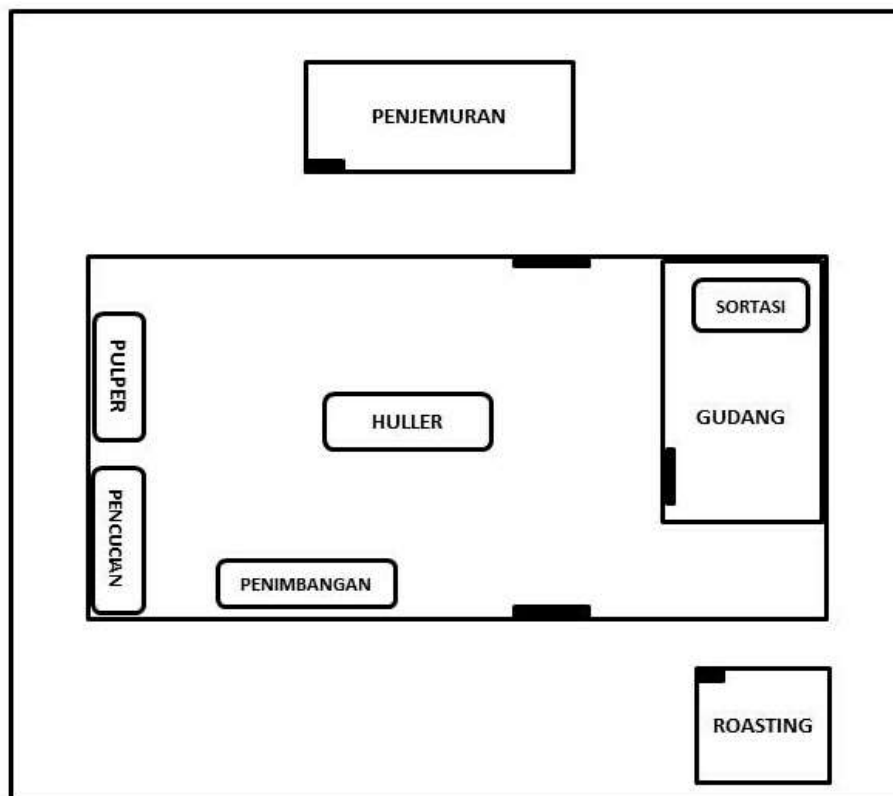 PENJEMURAN
SORTASI
PULPER
HULLER
GUDANG
PENCUCIAN
PENIMBANGAN
ROASTING